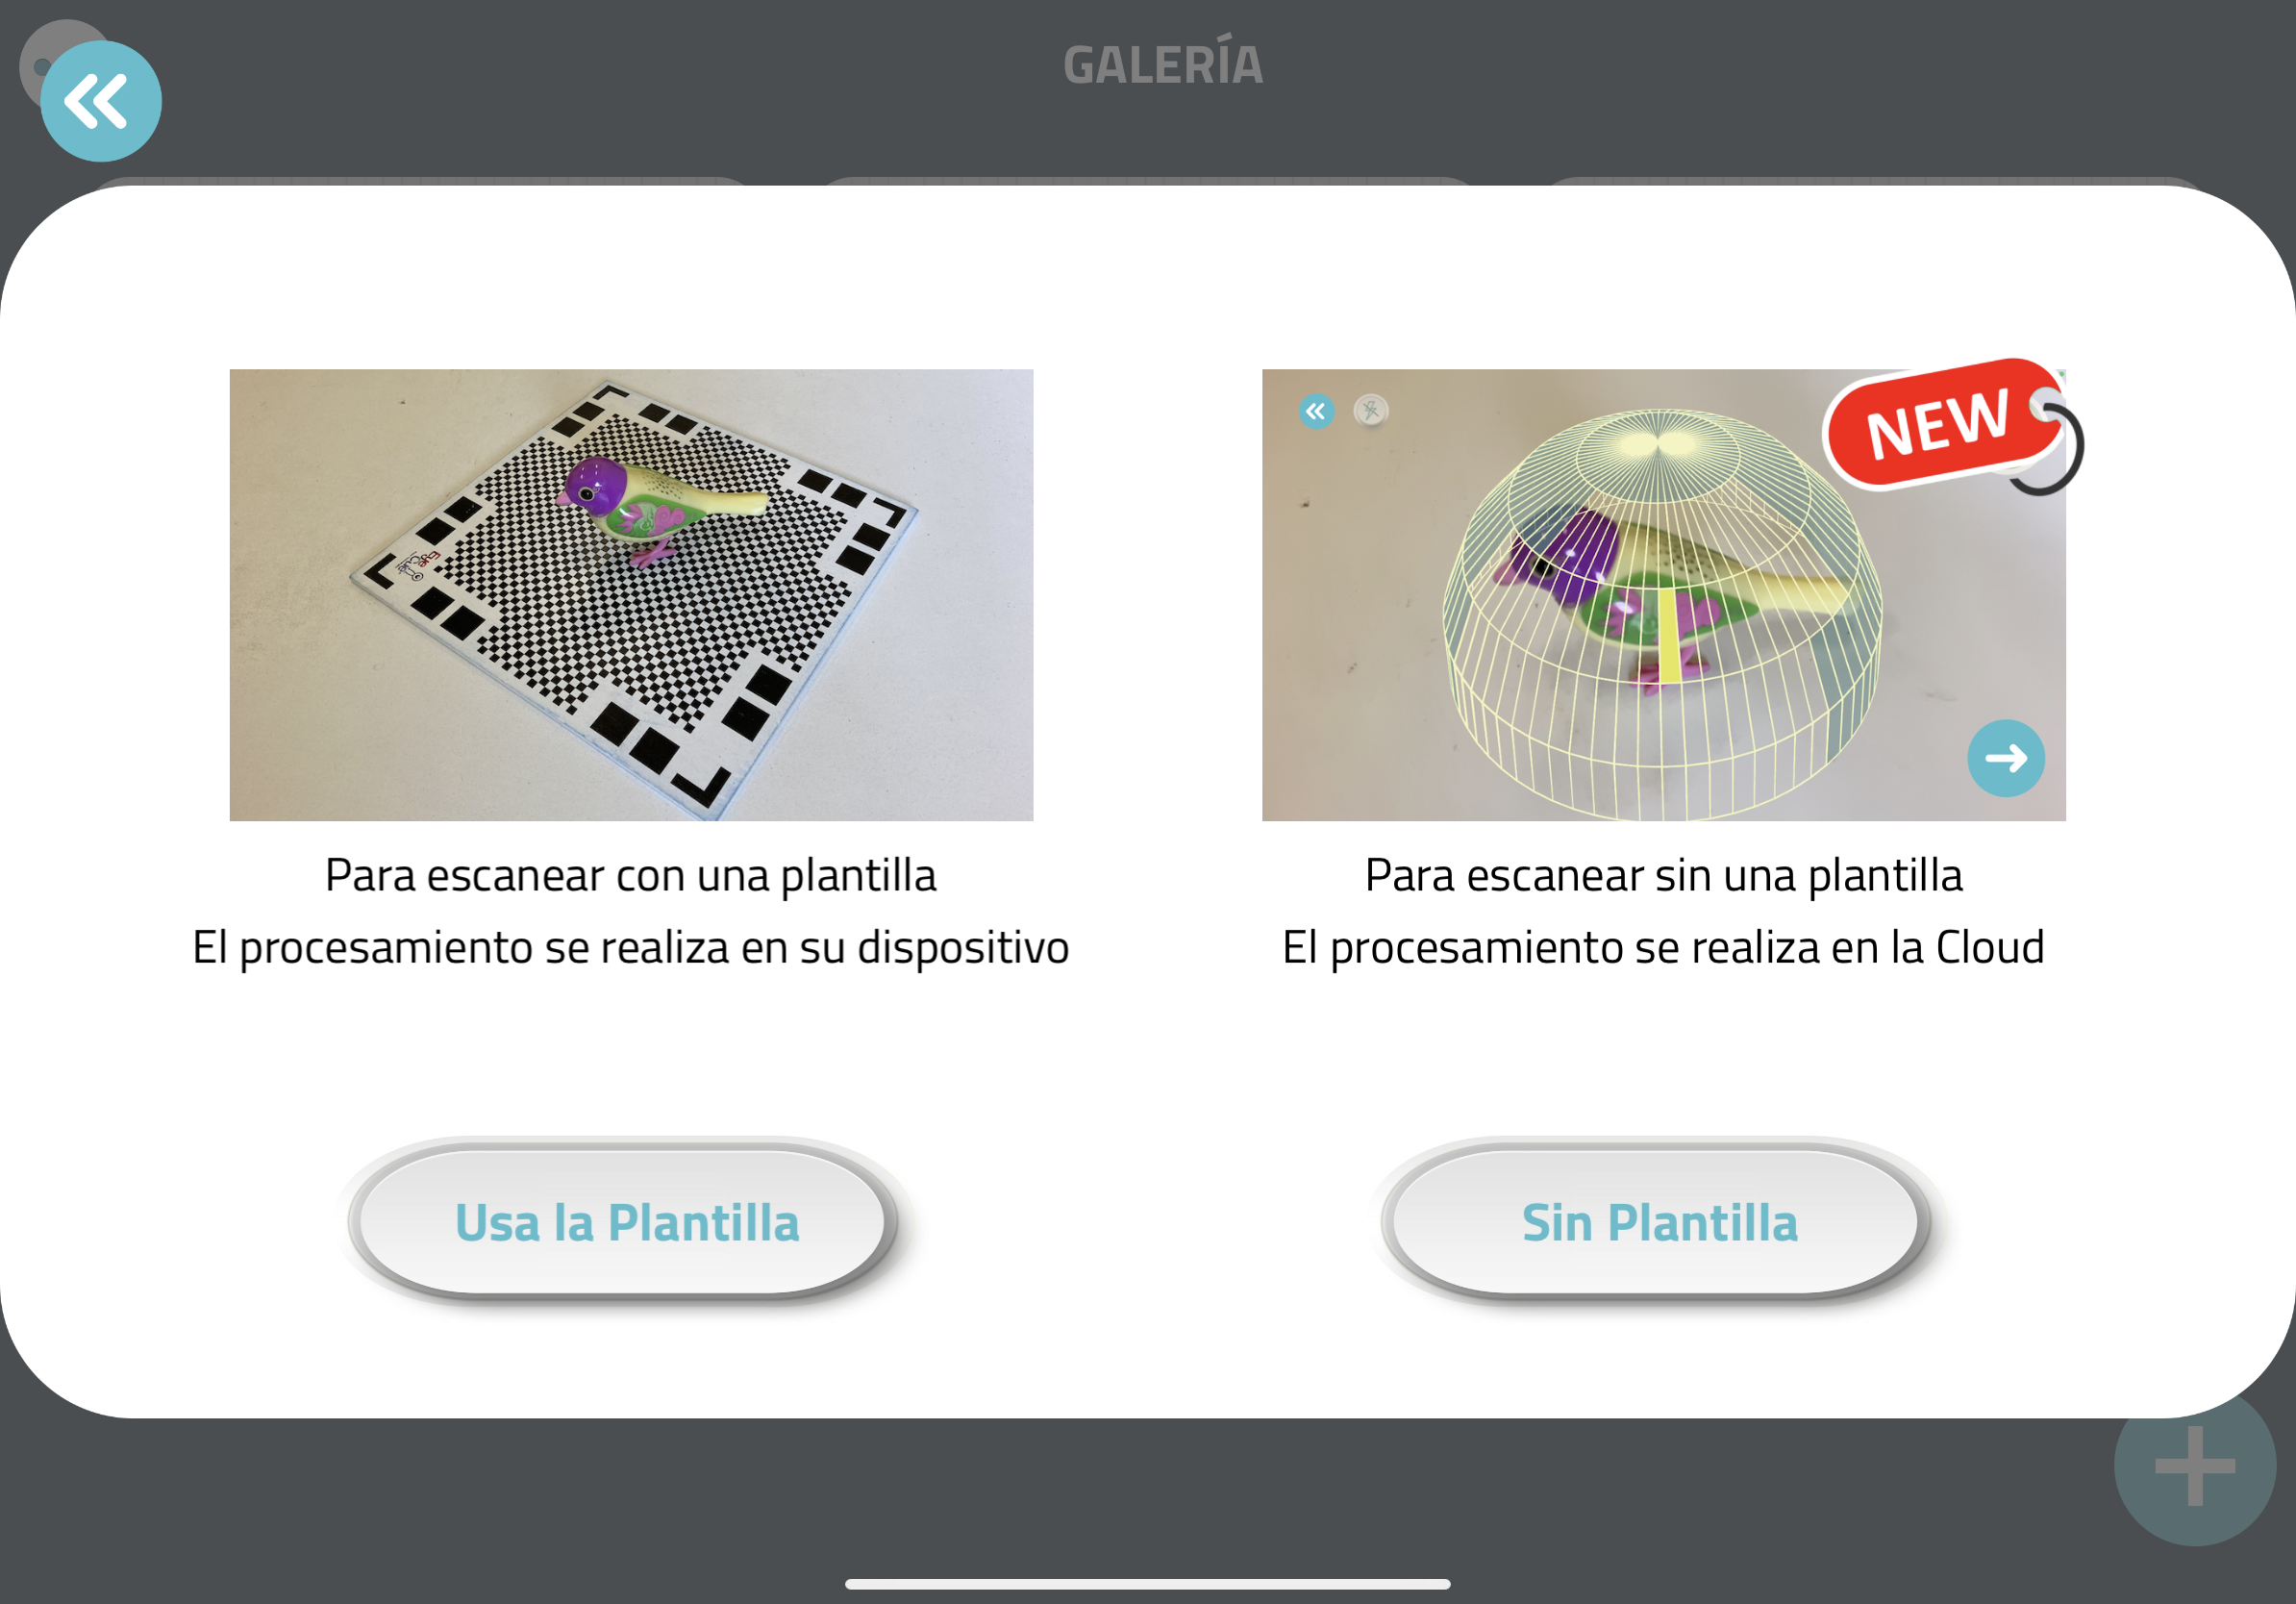 GALERÍA
NEW
Para escanear con una plantilla
El procesamiento se realiza en su dispositivo
Para escanear sin una plantilla
El procesamiento se realiza en la Cloud
Usa la Plantilla
Sin Plantilla